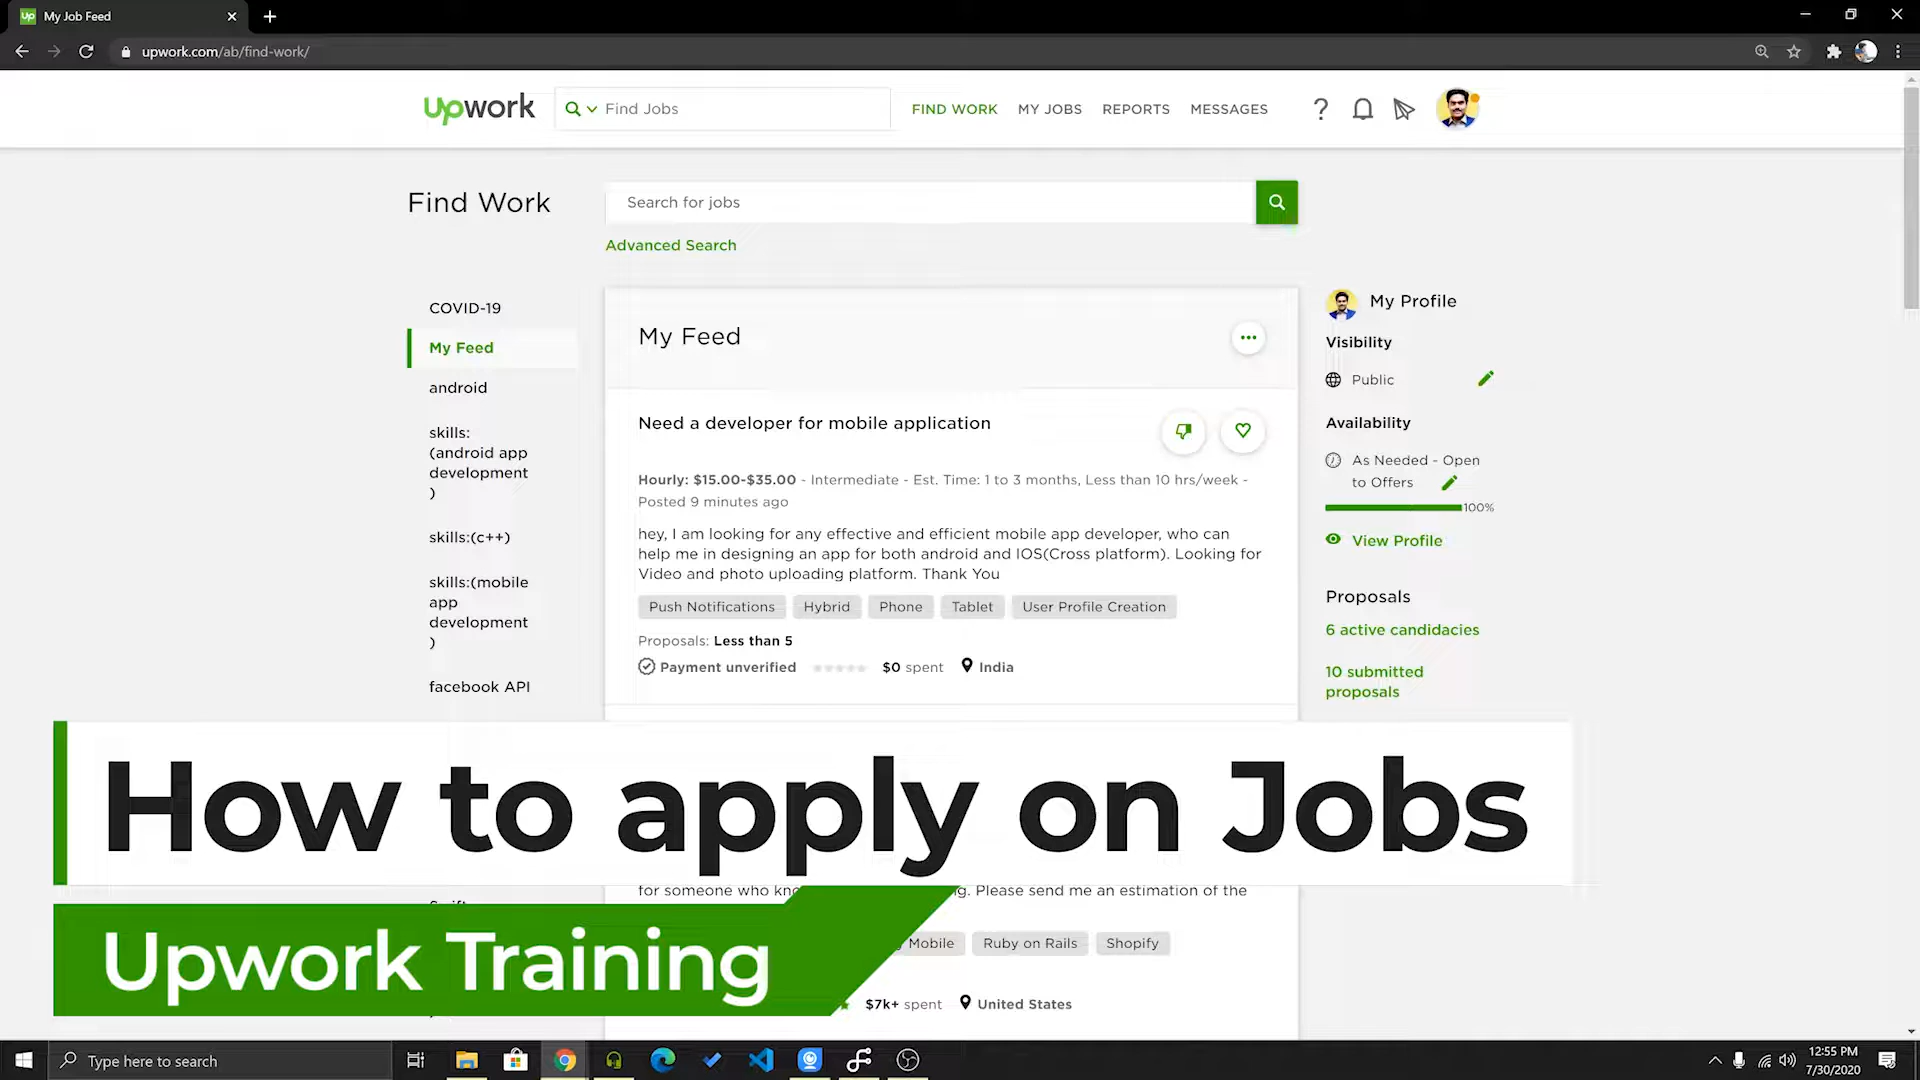 My Job Feed
upwork.com/ab/find-work/
upwork
Find Jobs
FIND WORK
MY JOBS
REPORTS
MESSAGES
Find Work
Search for jobs
Advanced Search
COVID-19
My Feed
android
skills:
(android app
development
)
skills:(c++)
skills:(mobile
app
development
)
facebook API
My Feed
Need a developer for mobile application
Hourly: $15.00-$35.00 - Intermediate - Est. Time: 1 to 3 months, Less than 10 hrs/week -
Posted 9 minutes ago
hey, I am looking for any effective and efficient mobile app developer, who can
help me in designing an app for both android and IOS(Cross platform). Looking for
Video and photo uploading platform. Thank You
Push Notifications
Hybrid
Phone
Tablet
User Profile Creation
Proposals: Less than 5
Payment unverified
$0 spent
India
My Profile
Visibility
Public
Availability
As Needed - Open
to Offers
100%
View Profile
Proposals
6 active candidacies
10 submitted
proposals
How to apply on Jobs
for someone who
Please send me an estimation of the
Mobile
Ruby on Rails
Shopify
Upwork Training
$7k+ spent
United States
Type here to search
12:55 PM
7/30/2020